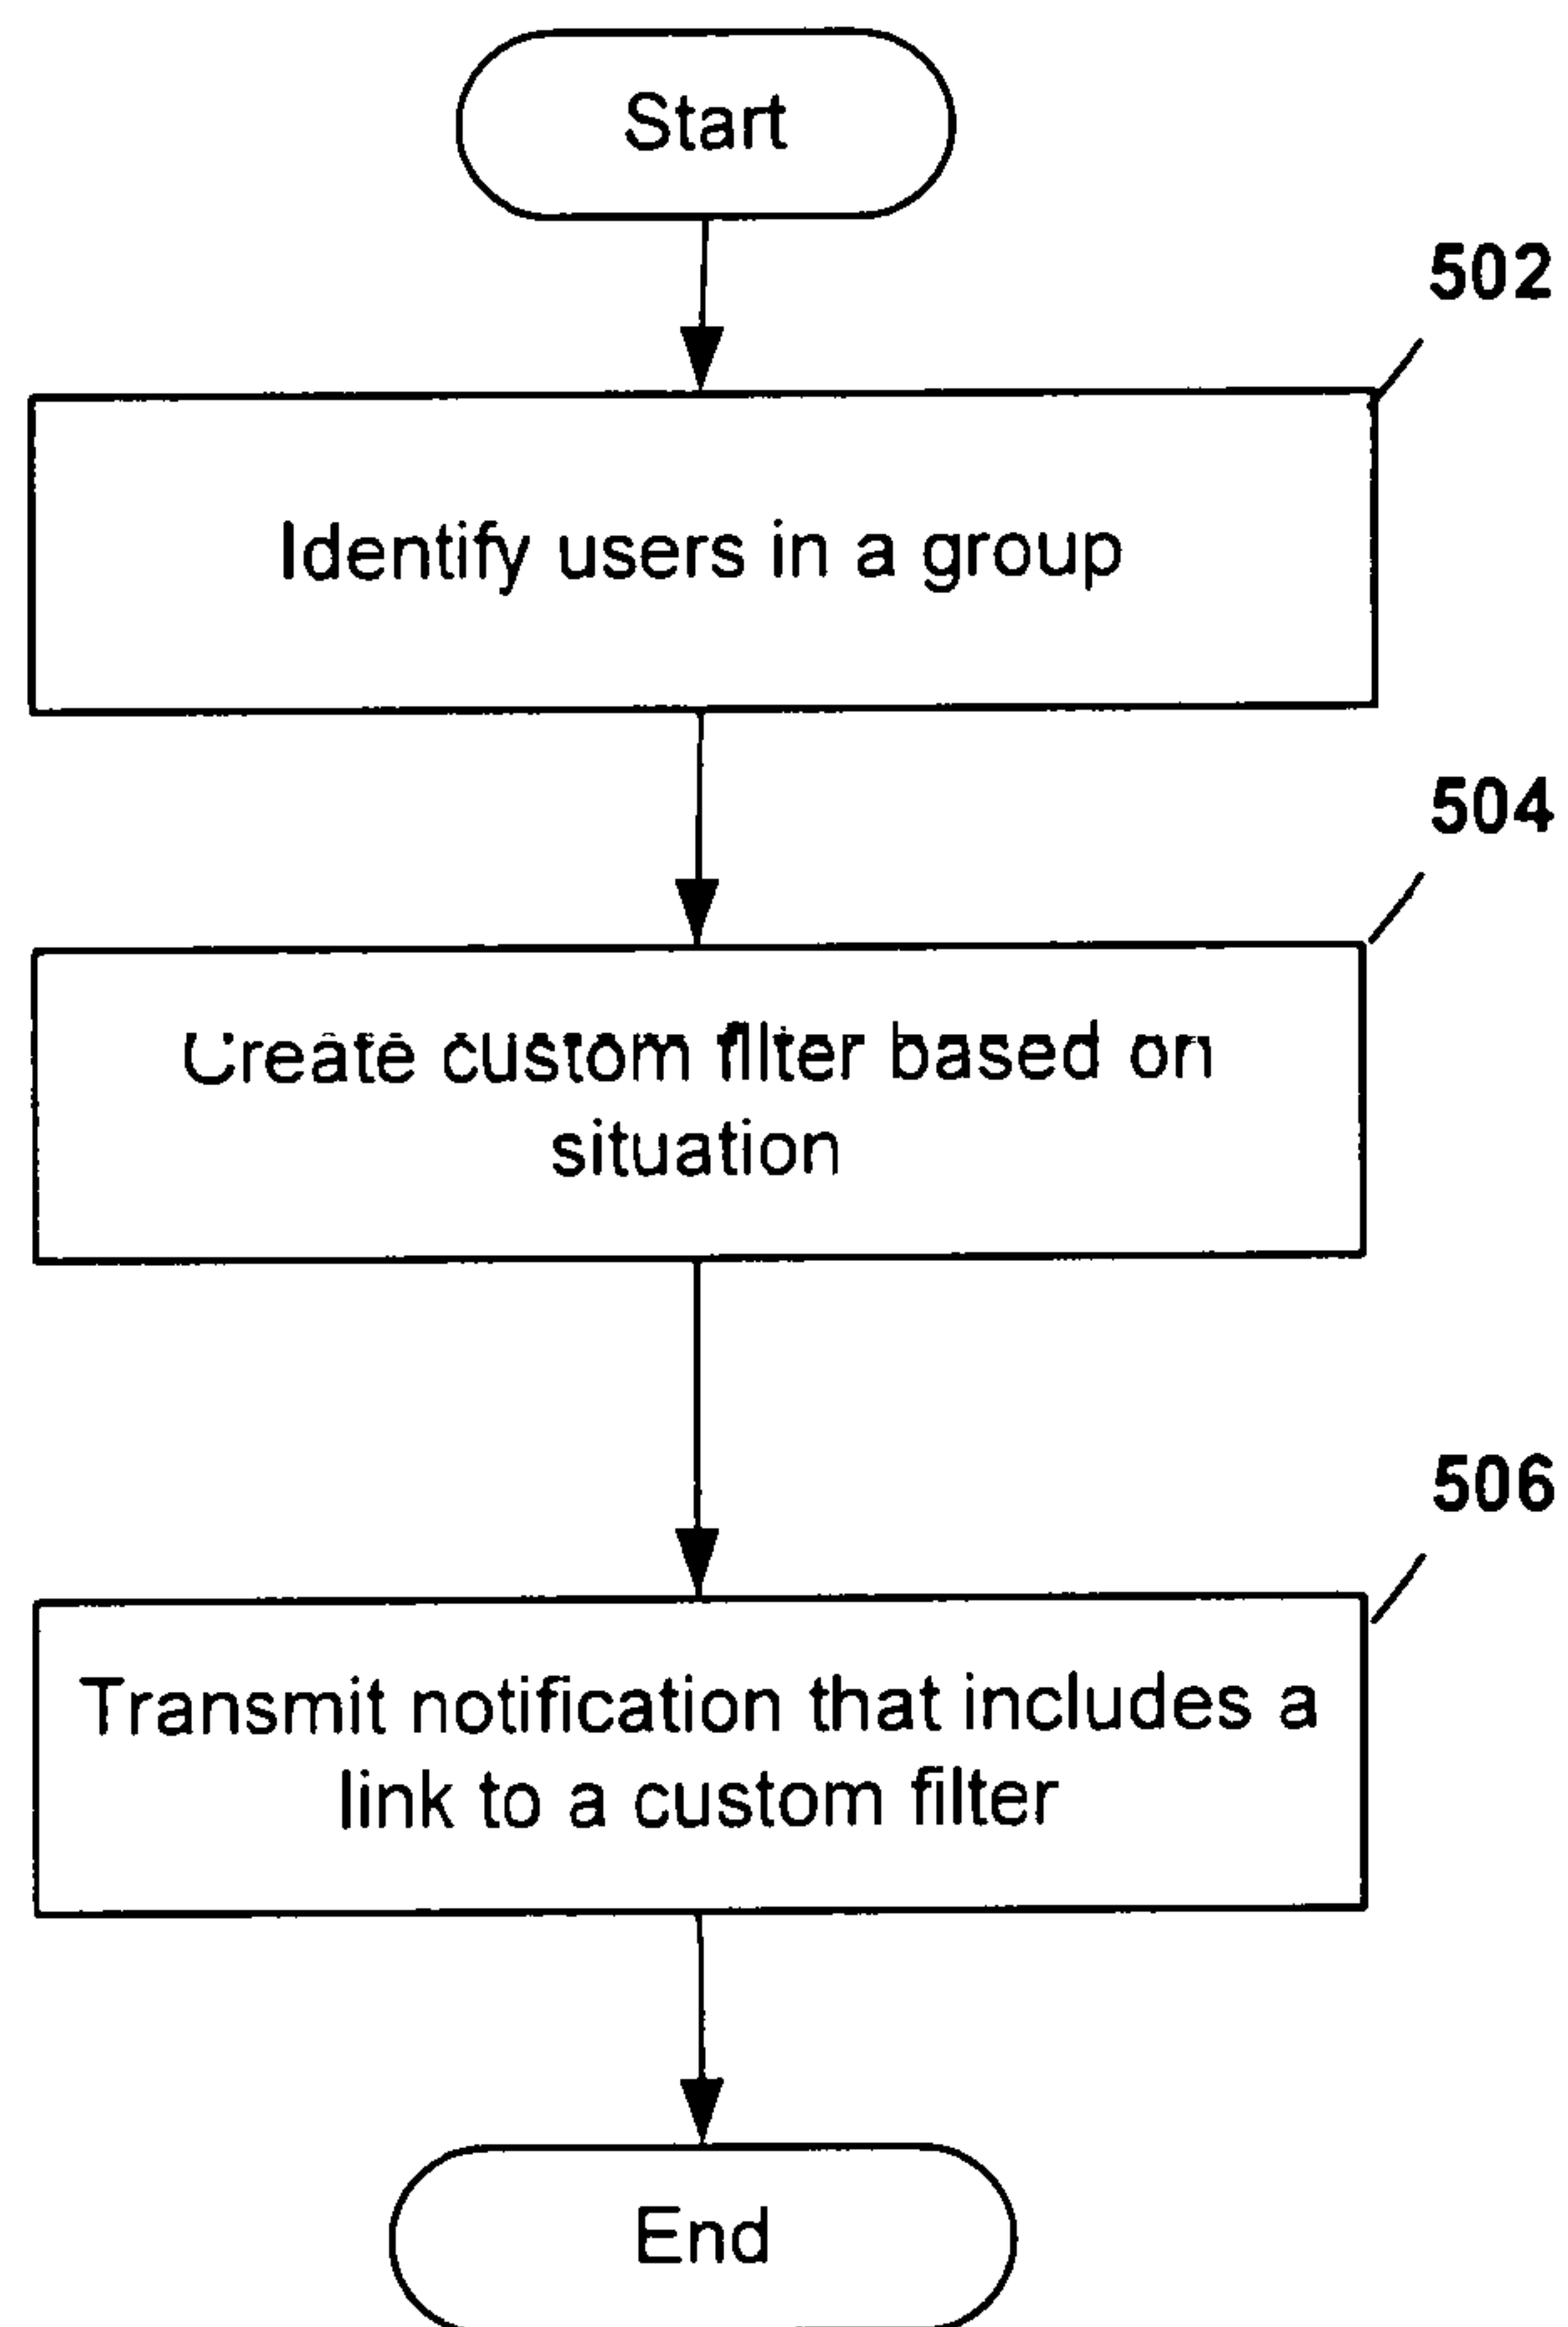 Start
502
Identify users in a group
504
Create custom filter based on
situation
506
Transmit notification that includes a
link to a custom filter
End